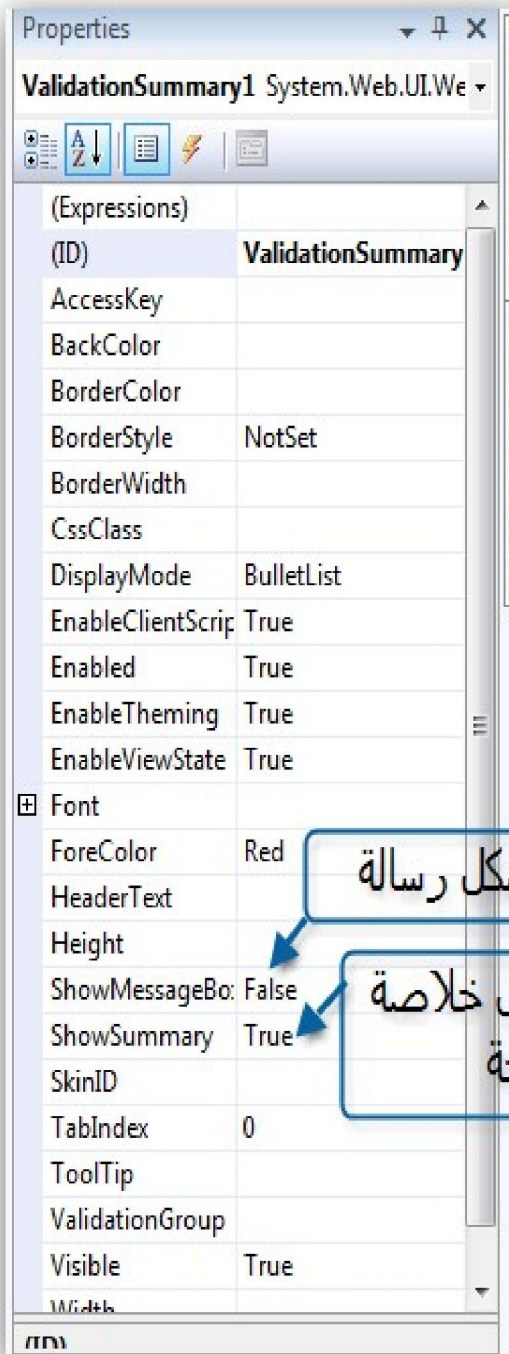 Properties
ValidationSummary1 System.Web.UI.We
(Expressions)
(ID) ValidationSummary
AccessKey
BackColor
BorderColor
BorderStyle NotSet
BorderWidth
CssClass
DisplayMode BulletList
EnableClientScrip True
Enabled True
EnableTheming True
EnableViewState True
Font
ForeColor Red
رسالة
HeaderText
Height
ShowMessageBo: False
خلاصة
ShowSummary True
SkinID
TabIndex 0
ToolTip
ValidationGroup
Visible True
Width
(ID)